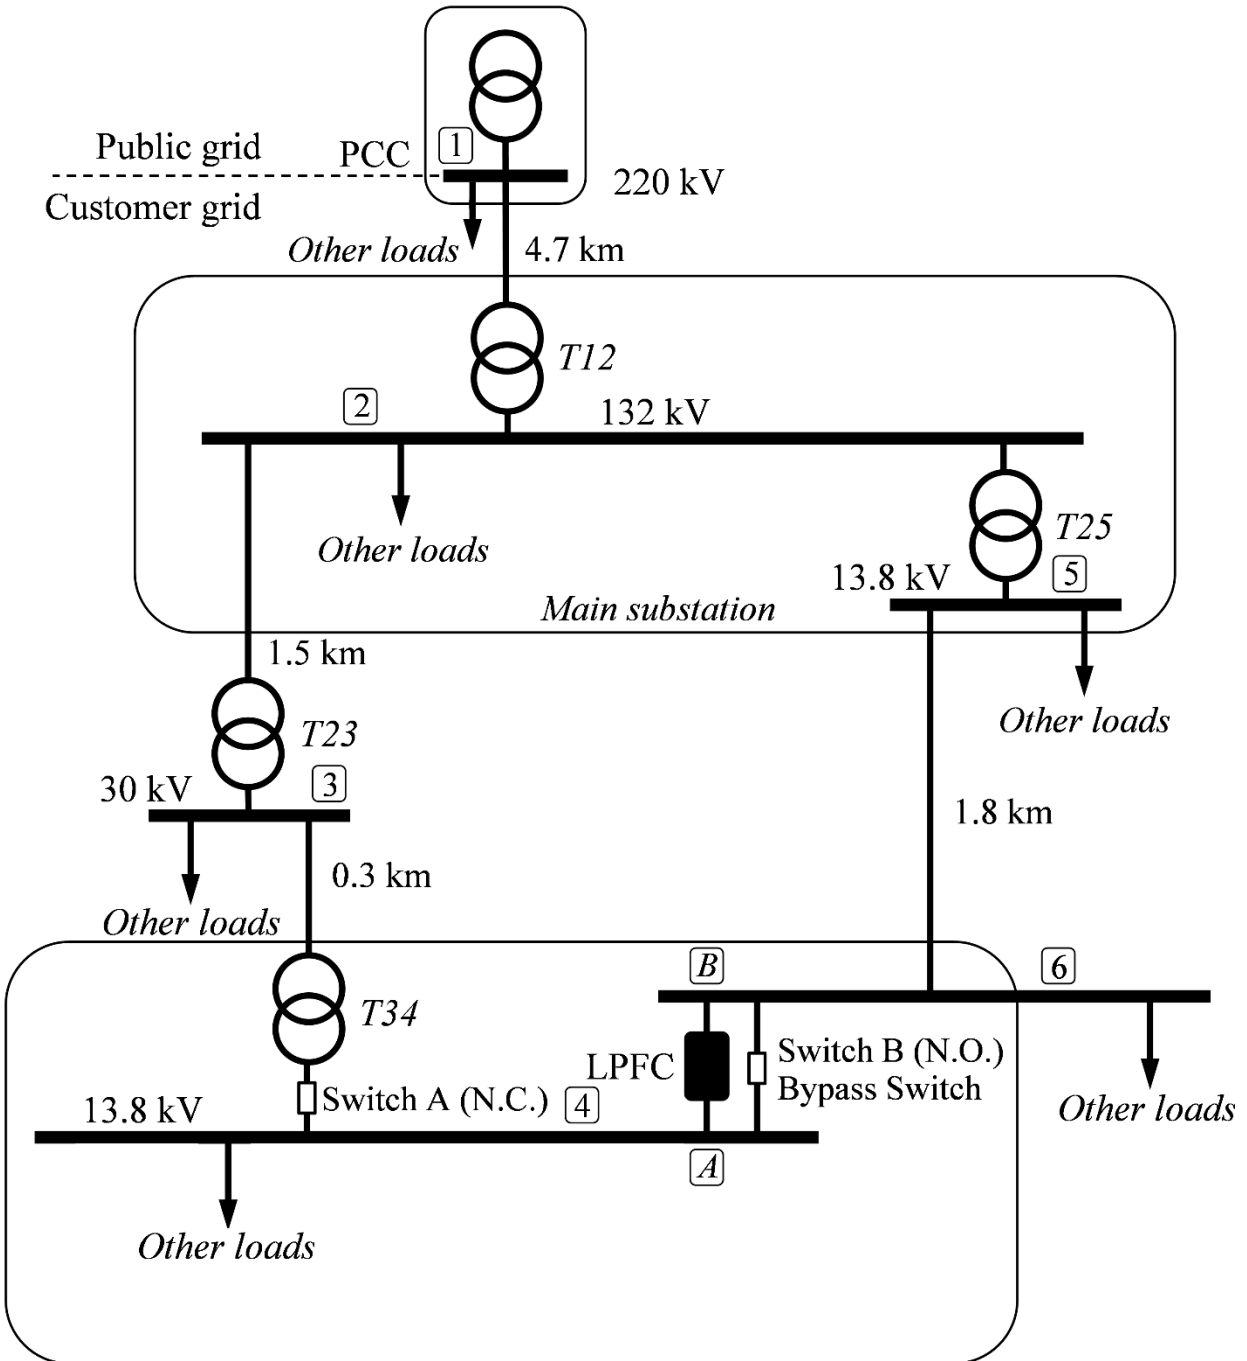 1
Public grid
PCC
220 kV
Customer grid
Other loads
4.7 km
T12
2
132 kV
Other loads
T25
13.8 kV
5
Main substation
1.5 km
Other loads
T23
30 kV
3
1.8 km
0.3 km
Other loads
B
6
T34
LPFC
Switch B (N.O.)
Bypass Switch
Switch A (N.C.)
4
13.8 kV
Other loads
A
Other loads